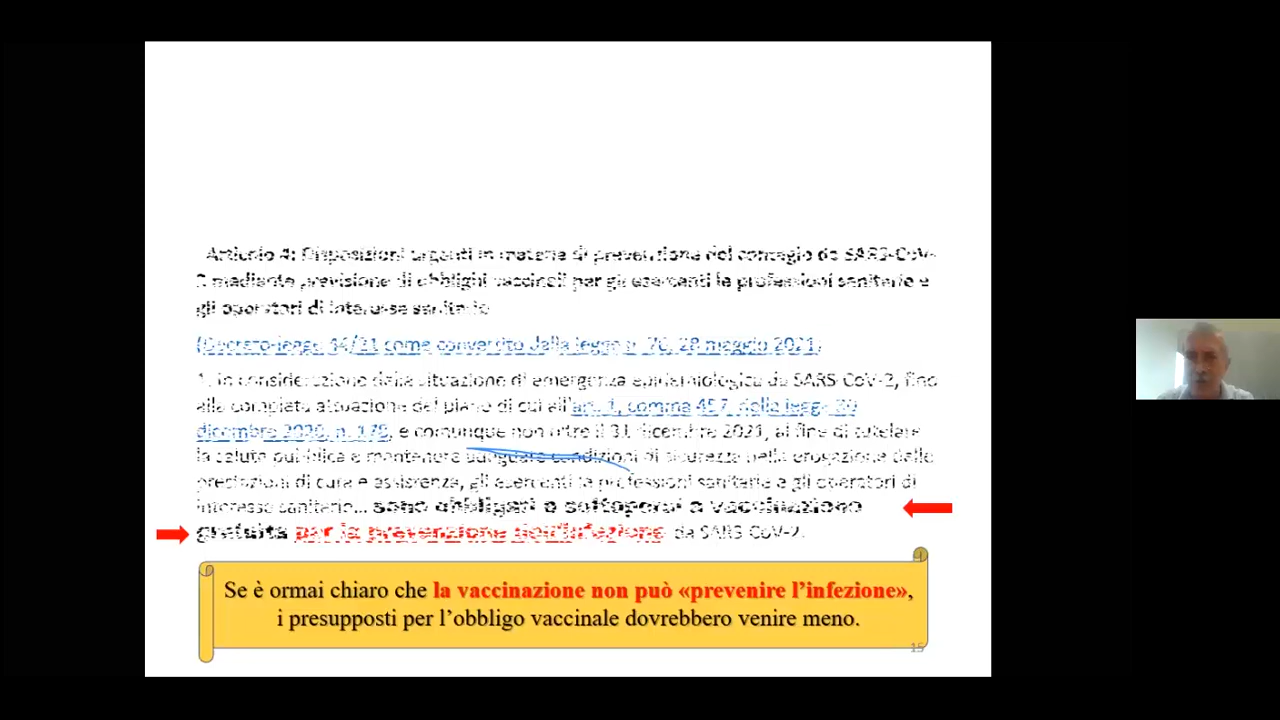 Articolo 4: Disposizioni urgenti in materia di prevenzione del contagio da SARS-CoV-
2 mediante previsione di obblighi vaccinali per gli esercenti le professioni sanitarie e
gli operatori di interesse sanitario
(Decreto-legge 44/21 come convertito dalla legge n. 76, 28 maggio 2021)
1. In considerazione della situazione di emergenza epidemiologica da SARS-CoV-2, fino
alla completa attuazione del piano di cui all'art. 1, comma 457, della legge 30
dicembre 2020, n. 178, e comunque non oltre il 31 dicembre 2021, al fine di tutelare
la salute pubblica e mantenere adeguate condizioni di sicurezza nella erogazione delle
prestazioni di cura e assistenza, gli esercenti le professioni sanitarie e gli operatori di
interesse sanitario... sono obbligati a sottoporsi a vaccinazione
gratuita per la prevenzione dell'infezione da SARS-CoV-2.
Se è ormai chiaro che la vaccinazione non può «prevenire l'infezione»,
i presupposti per l'obbligo vaccinale dovrebbero venire meno.
15